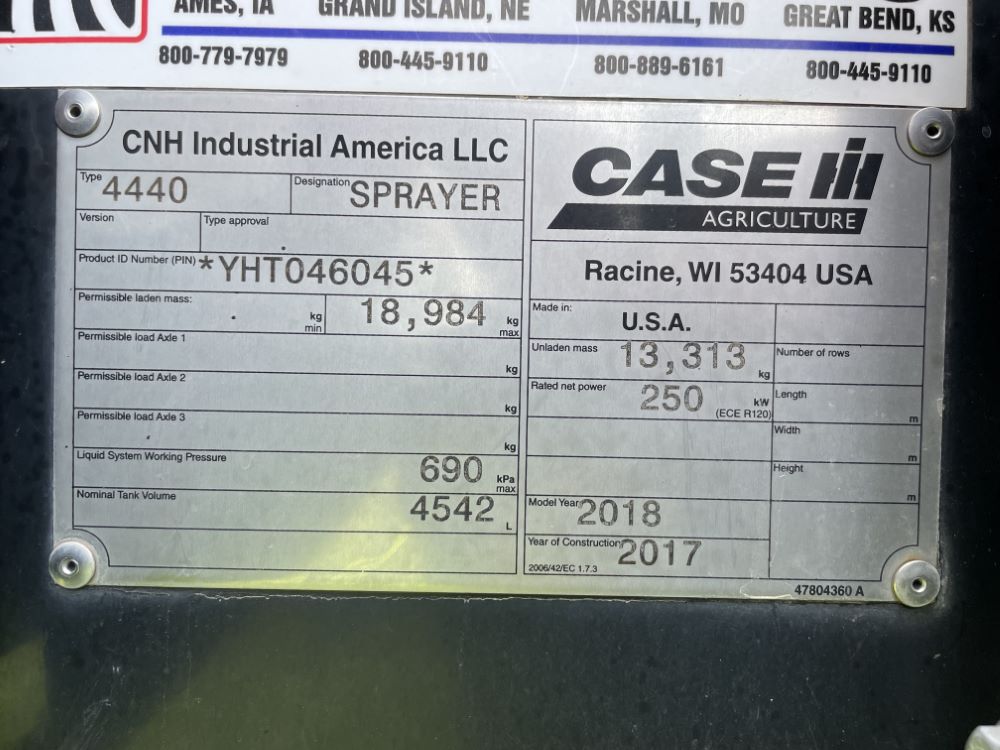 AMES, IA GRAND ISLAND, NE MARSHALL, MO GREAT BEND, KS
800-779-7979 800-445-9110 800-889-6161 800-445-9110
CNH Industrial America LLC
Type 4440 Designation SPRAYER
Version Type approval
Product ID Number (PIN) *YHT046045*
Permissible laden mass: kg min 18,984 kg max
Permissible load Axle 1 kg
Permissible load Axle 2 kg
Permissible load Axle 3 kg
Liquid System Working Pressure 690 kPa max
Nominal Tank Volume 4542 L
CASE IH
AGRICULTURE
Racine, WI 53404 USA
Made in: U.S.A.
Unladen mass 13,313 kg Number of rows
Rated net power 250 kW (ECE R120) Length m
Width m
Height m
Model Year 2018
Year of Construction 2017
2006/42/EC 1.7.3
47804360 A